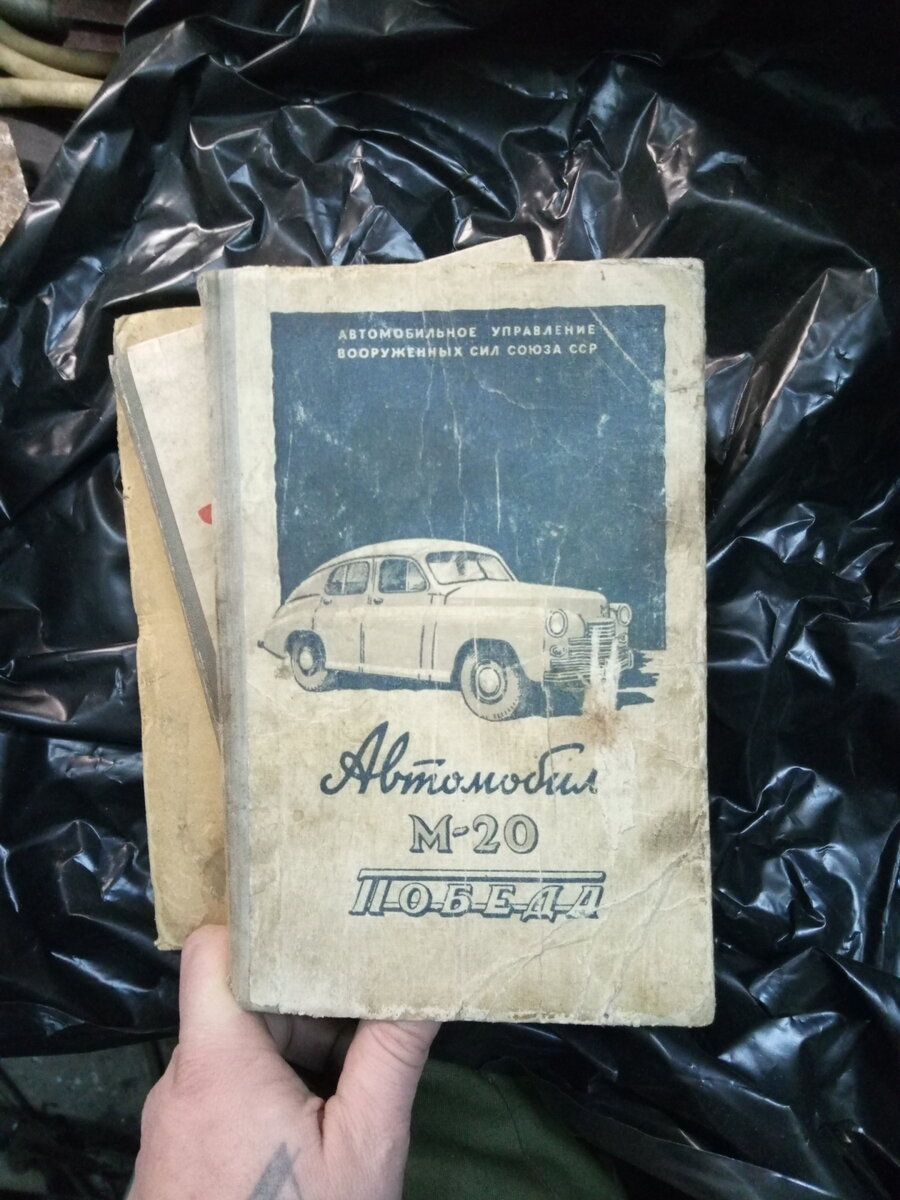 АВТОМОБИЛЬНОЕ УПРАВЛЕНИЕ
ВООРУЖЕННЫХ СИЛ СОЮЗА ССР
Автомобиль
М-20
ПОБЕДА